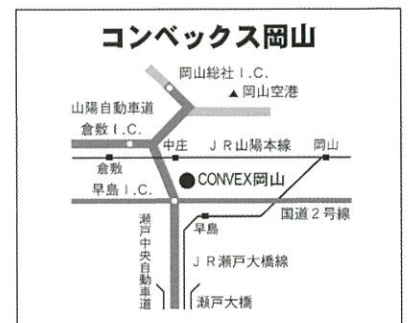 コンベックス岡山
岡山総社I.C.
▲岡山空港
山陽自動車道
倉敷I.C.
中庄
JR山陽本線
岡山
倉敷
●CONVEX岡山
早島I.C.
国道2号線
早島
瀬戸中央自動車道
JR瀬戸大橋線
瀬戸大橋